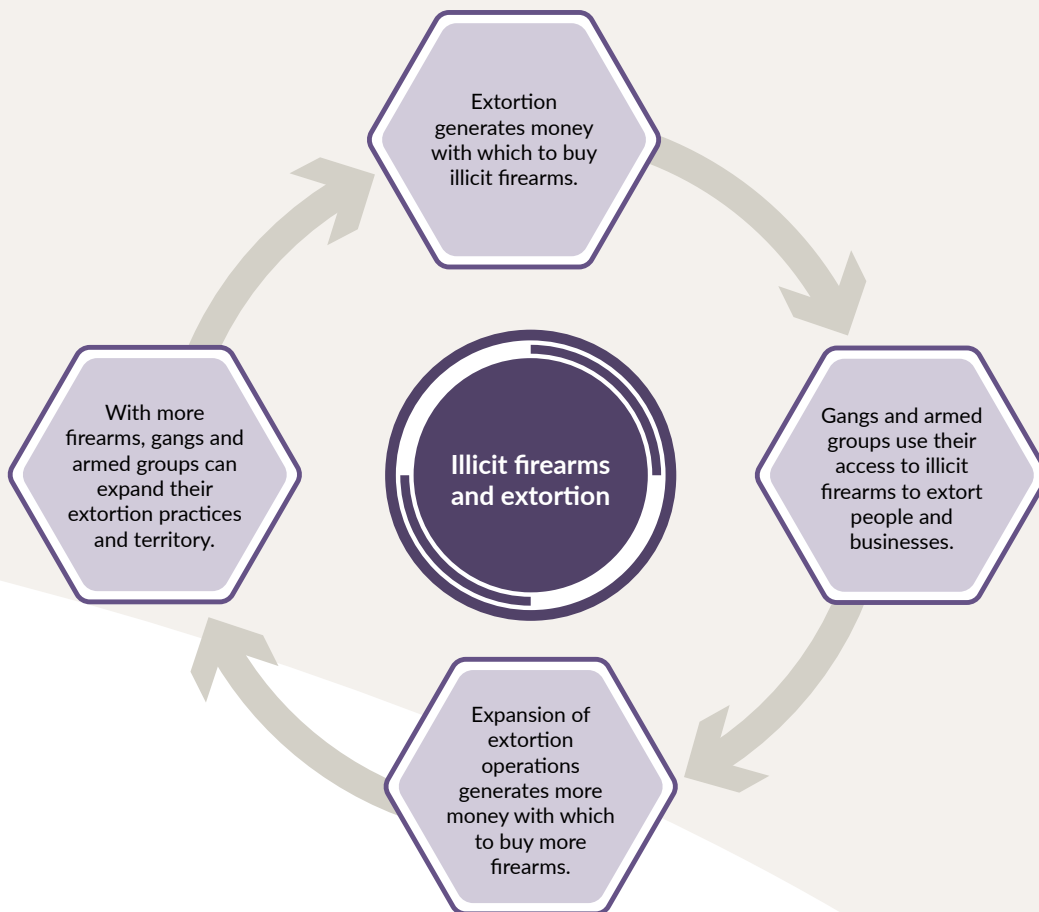 Extortion
generates money
with which to buy
illicit firearms.
Gangs and armed
groups use their
access to illicit
firearms to extort
people and
businesses.
Expansion of
extortion
operations
generates more
money with which
to buy more
firearms.
With more
firearms, gangs and
armed groups can
expand their
extortion practices
and territory.
Illicit firearms
and extortion